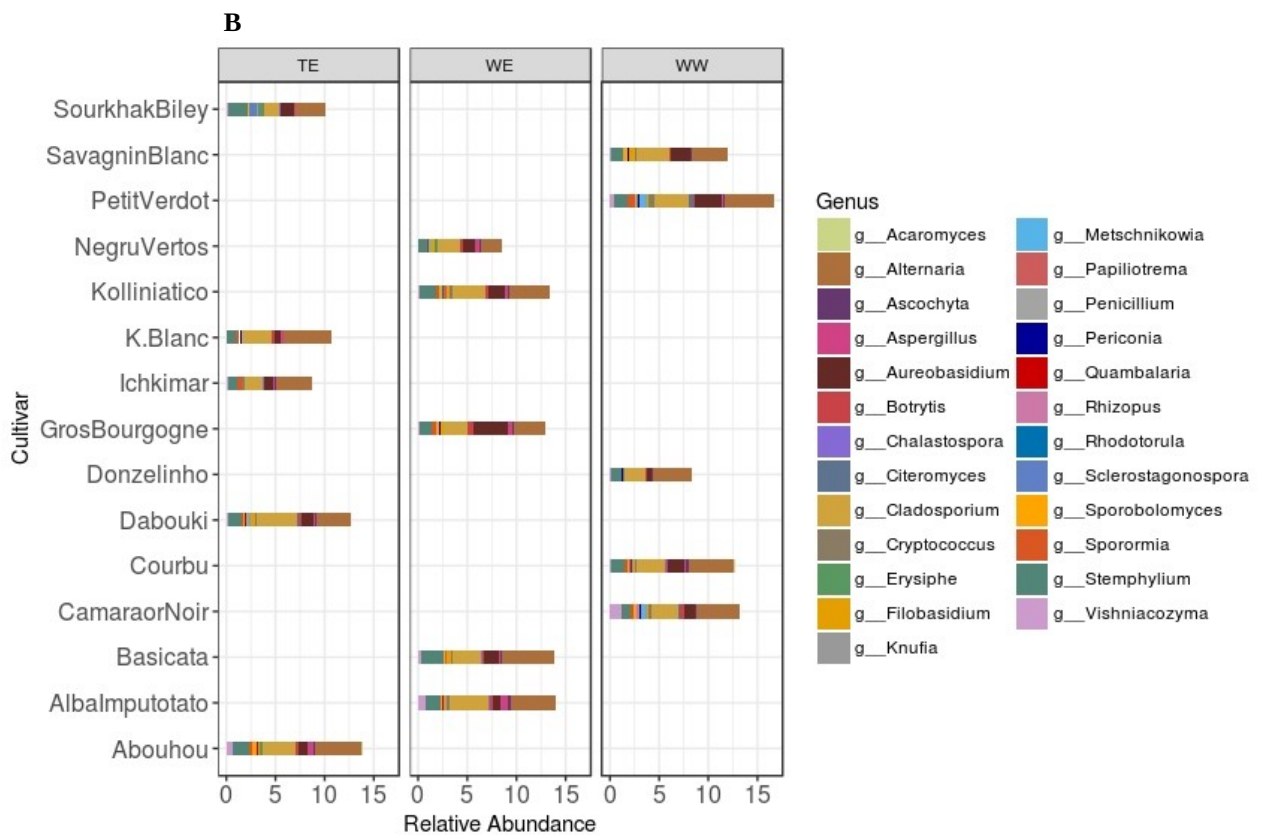 B
TE WE WW
SourkhakBiley
SavagninBlanc
PetitVerdot
NegruVertos
Kolliniatico
K.Blanc
Ichkimar
GrosBourgogne
Donzelinho
Dabouki
Courbu
CamaraorNoir
Basicata
AlbaImputotato
Abouhou
Cultivar
0 5 10 15 0 5 10 15 0 5 10 15
Relative Abundance
Genus
g__Acaromyces
g__Alternaria
g__Ascochyta
g__Aspergillus
g__Aureobasidium
g__Botrytis
g__Chalastospora
g__Citeromyces
g__Cladosporium
g__Cryptococcus
g__Erysiphe
g__Filobasidium
g__Knufia
g__Metschnikowia
g__Papiliotrema
g__Penicillium
g__Periconia
g__Quambalaria
g__Rhizopus
g__Rhodotorula
g__Sclerostagonospora
g__Sporobolomyces
g__Sporormia
g__Stemphylium
g__Vishniacozyma